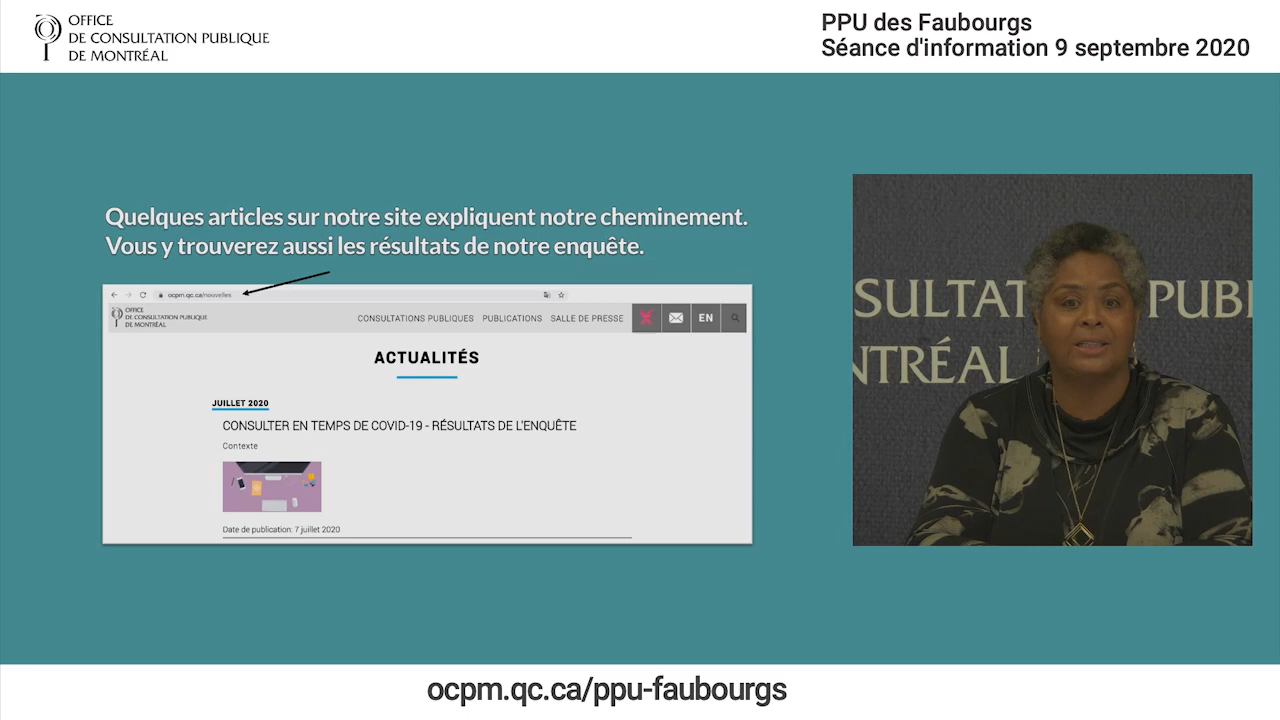 OFFICE
DE CONSULTATION PUBLIQUE
DE MONTRÉAL
PPU des Faubourgs
Séance d'information 9 septembre 2020
Quelques articles sur notre site expliquent notre cheminement.
Vous y trouverez aussi les résultats de notre enquête.
ocpm.qc.ca/nouvelles
OFFICE
DE CONSULTATION PUBLIQUE
DE MONTRÉAL
CONSULTATIONS PUBLIQUES PUBLICATIONS SALLE DE PRESSE EN
ACTUALITÉS
JUILLET 2020
CONSULTER EN TEMPS DE COVID-19 - RÉSULTATS DE L'ENQUÊTE
Contexte
Date de publication: 7 juillet 2020
SULTAT PUBL
NTRÉAL
ocpm.qc.ca/ppu-faubourgs